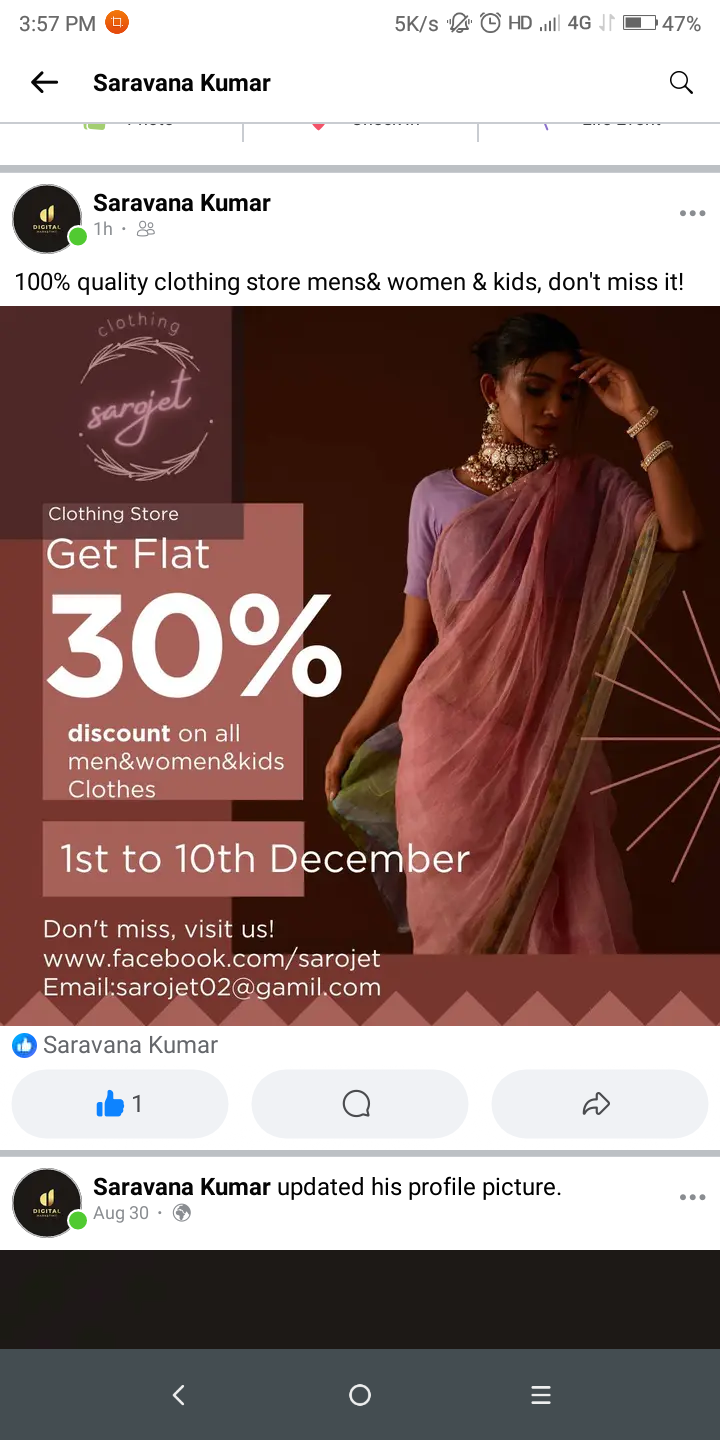 3:57 PM
5K/s HD 4G 47%
Saravana Kumar
Saravana Kumar
1h ·
100% quality clothing store mens& women & kids, don't miss it!
clothing
sarojet
Clothing Store
Get Flat
30%
discount on all
men&women&kids
Clothes
1st to 10th December
Don't miss, visit us!
www.facebook.com/sarojet
Email:sarojet02@gamil.com
Saravana Kumar
1
Saravana Kumar updated his profile picture.
Aug 30 ·
DIGITAL
DIGITAL